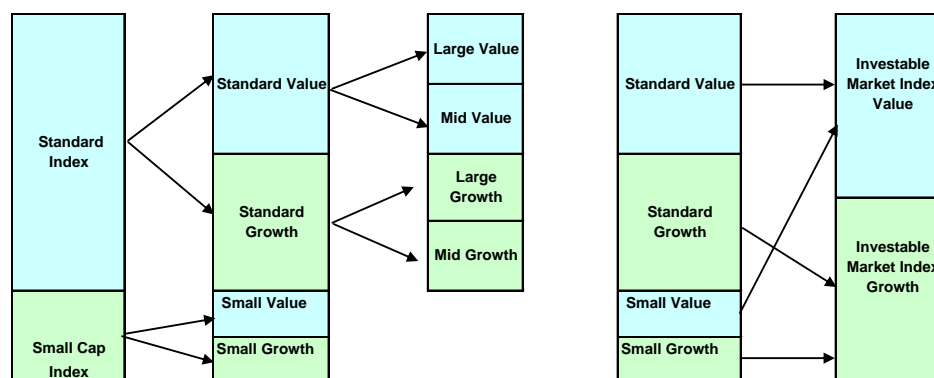 Standard
Index
Small Cap
Index
Standard Value
Standard
Growth
Small Value
Small Growth
Large Value
Mid Value
Large
Growth
Mid Growth
Standard Value
Standard
Growth
Small Value
Small Growth
Investable
Market Index
Value
Investable
Market Index
Growth